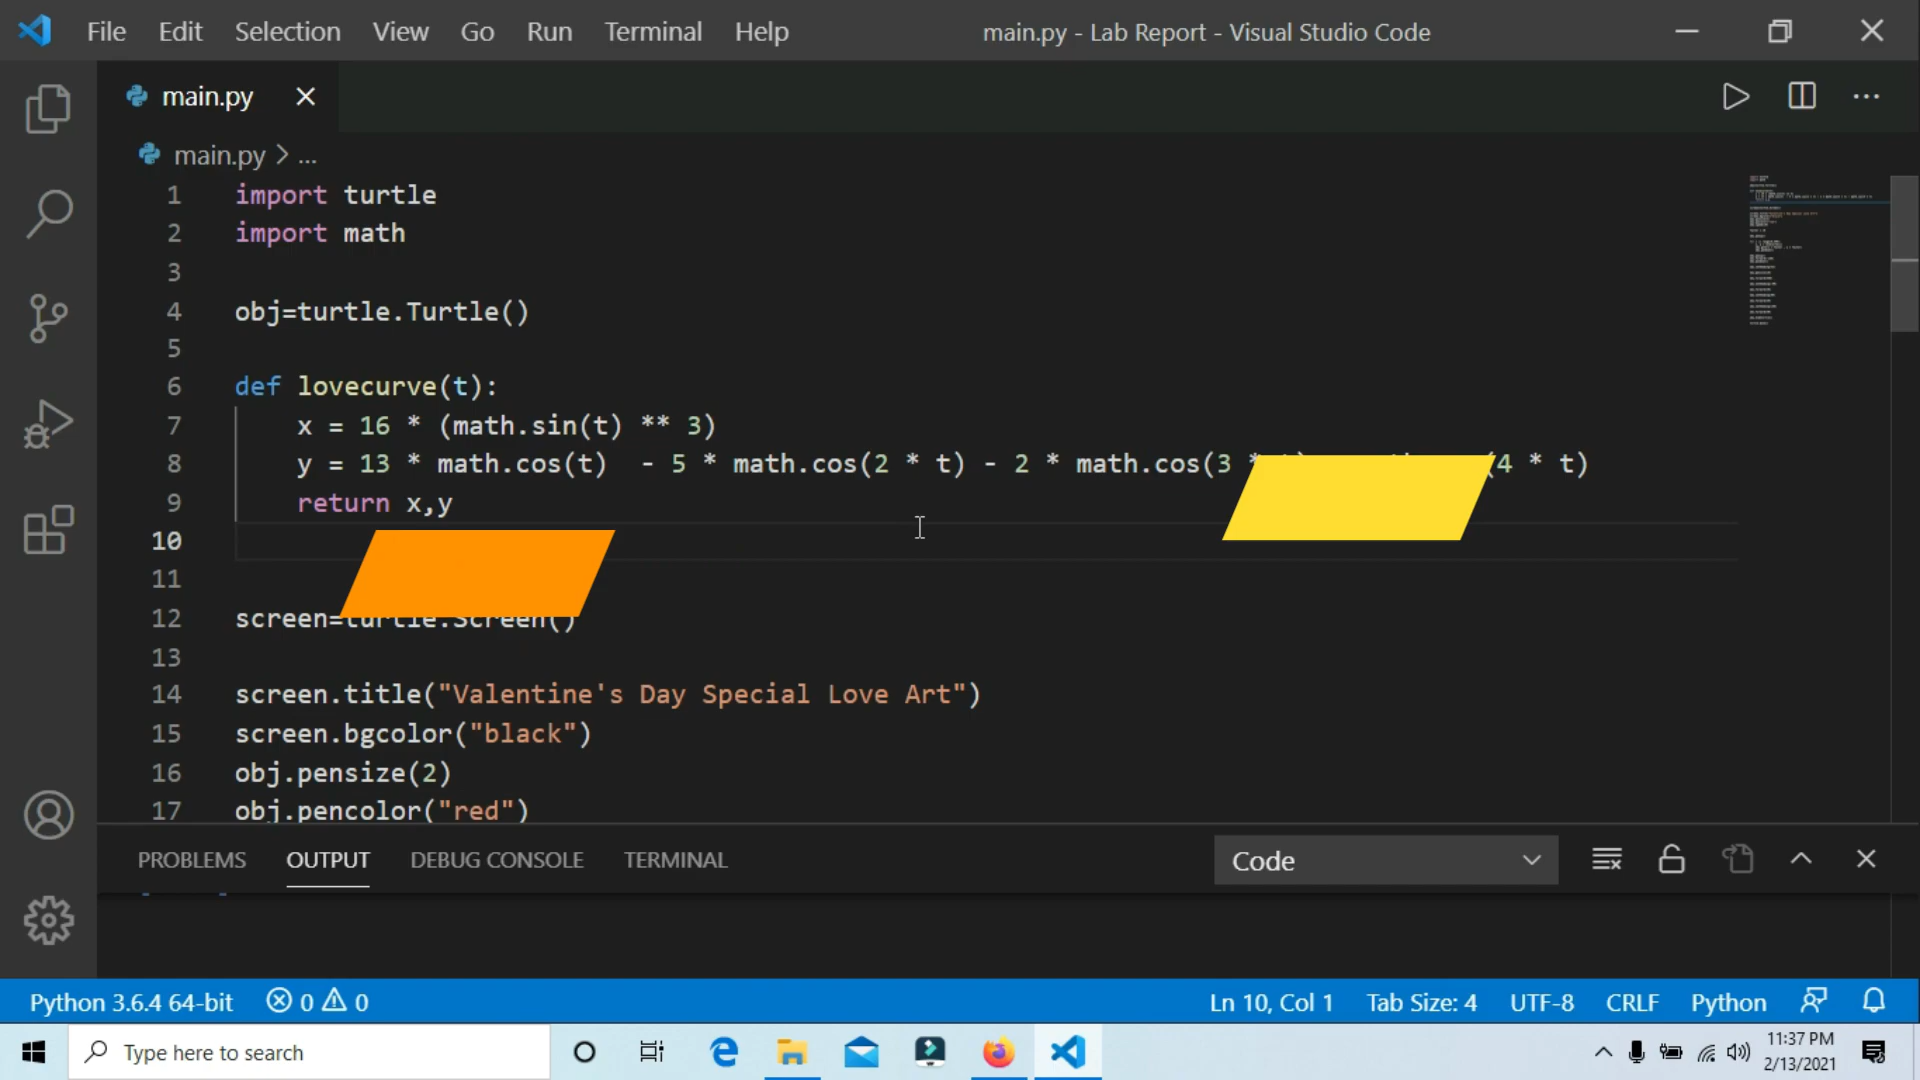 File Edit Selection View Go Run Terminal Help main.py - Lab Report - Visual Studio Code
main.py
main.py > ...
1 import turtle
2 import math
3
4 obj=turtle.Turtle()
5
6 def lovecurve(t):
7 x = 16 * (math.sin(t) ** 3)
8 y = 13 * math.cos(t)  - 5 * math.cos(2 * t) - 2 * math.cos(3 * (4 * t)
9 return x,y
10
11
12 screen=turtle.Screen()
13
14 screen.title("Valentine's Day Special Love Art")
15 screen.bgcolor("black")
16 obj.pensize(2)
17 obj.pencolor("red")
PROBLEMS OUTPUT DEBUG CONSOLE TERMINAL Code
Python 3.6.4 64-bit 0 0 Ln 10, Col 1 Tab Size: 4 UTF-8 CRLF Python
Type here to search
11:37 PM
2/13/2021